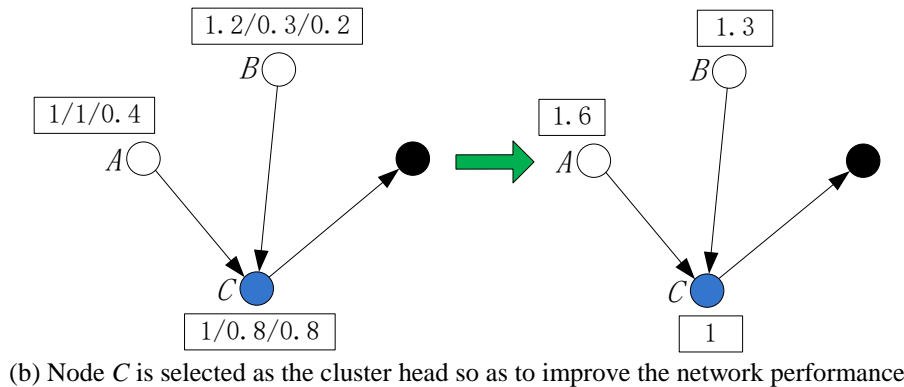 1.2/0.3/0.2
1.3
B
B
1/1/0.4
1.6
A
A
C
C
1/0.8/0.8
1
(b) Node C is selected as the cluster head so as to improve the network performance